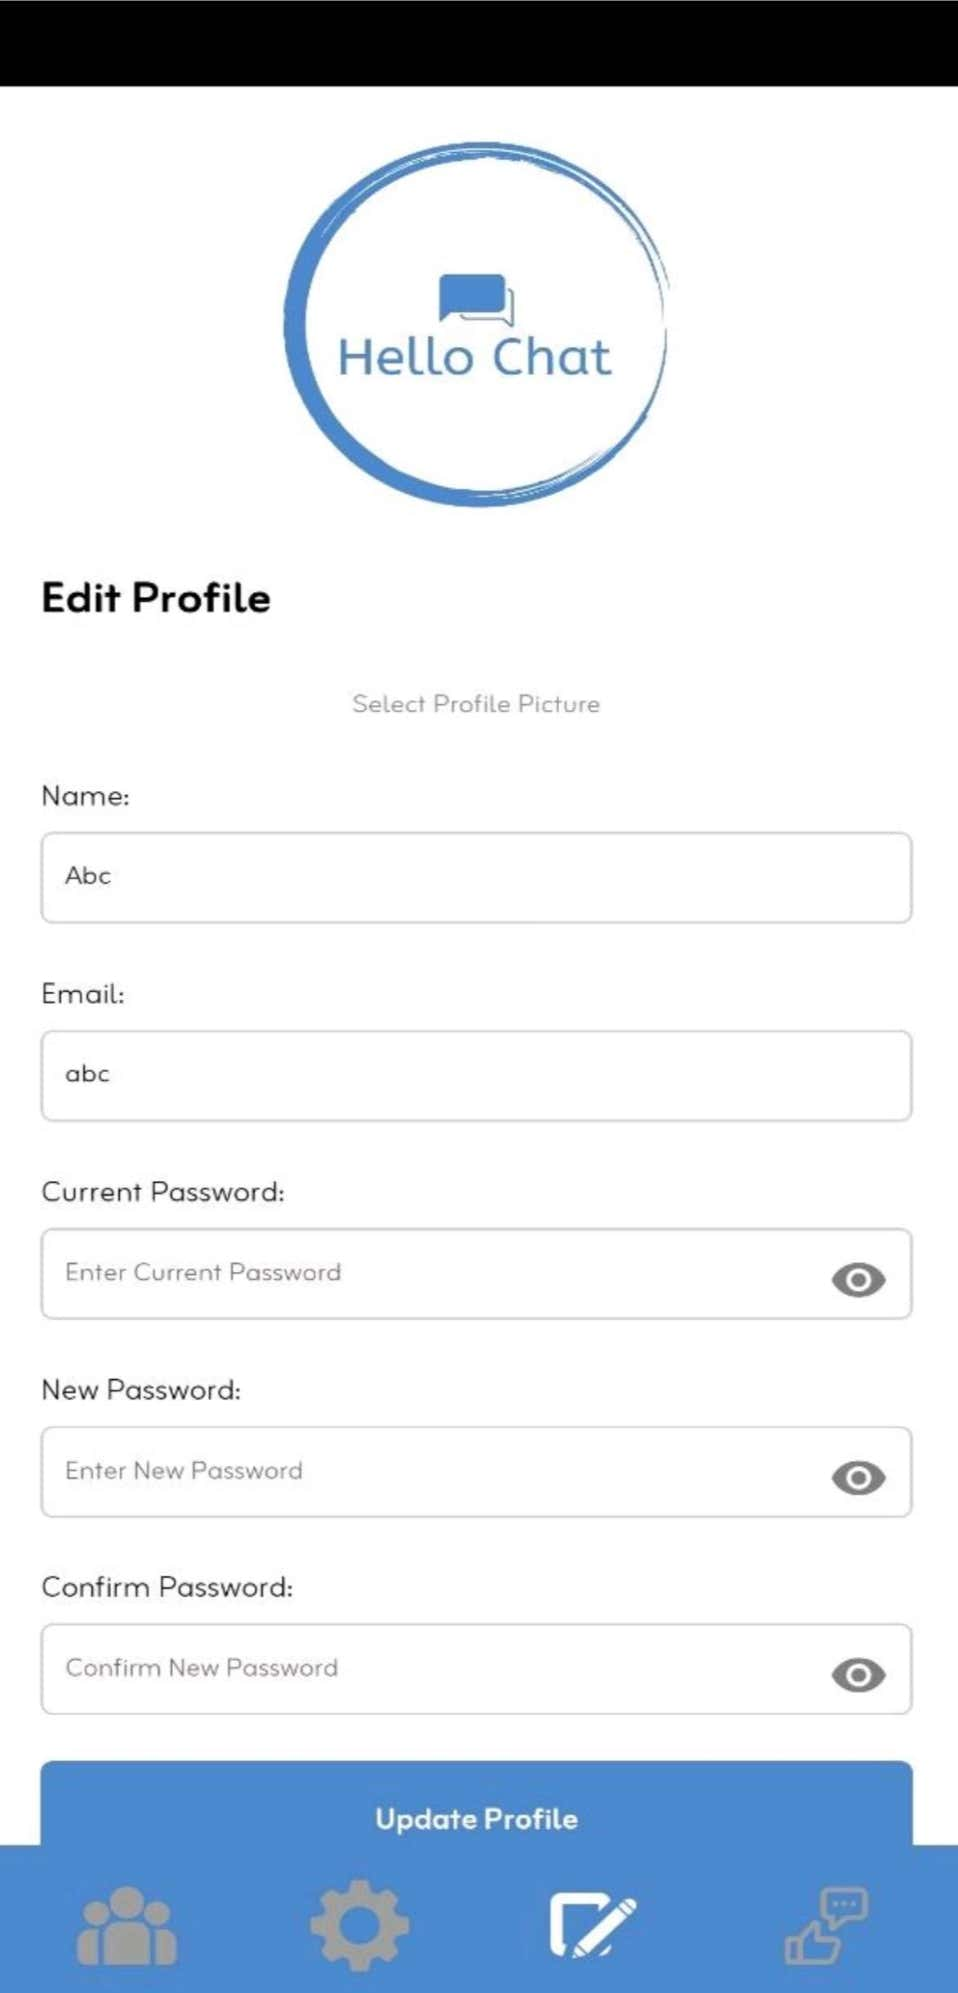 Hello Chat
Edit Profile
Select Profile Picture
Name:
Abc
Email:
abc
Current Password:
Enter Current Password
New Password:
Enter New Password
Confirm Password:
Confirm New Password
Update Profile